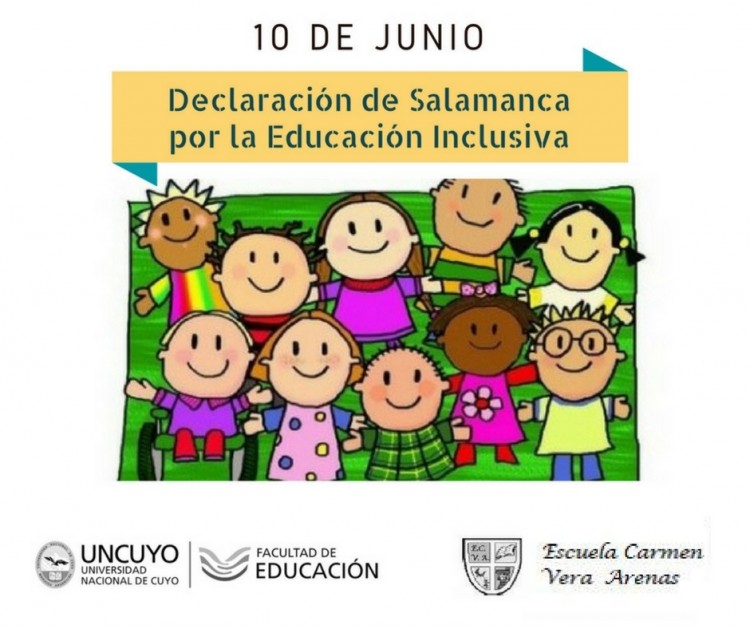 10 DE JUNIO
Declaración de Salamanca
por la Educación Inclusiva
UNCUYO
UNIVERSIDAD
NACIONAL DE CUYO
FACULTAD DE
EDUCACIÓN
E.C.
V.A.
Escuela Carmen
Vera Arenas